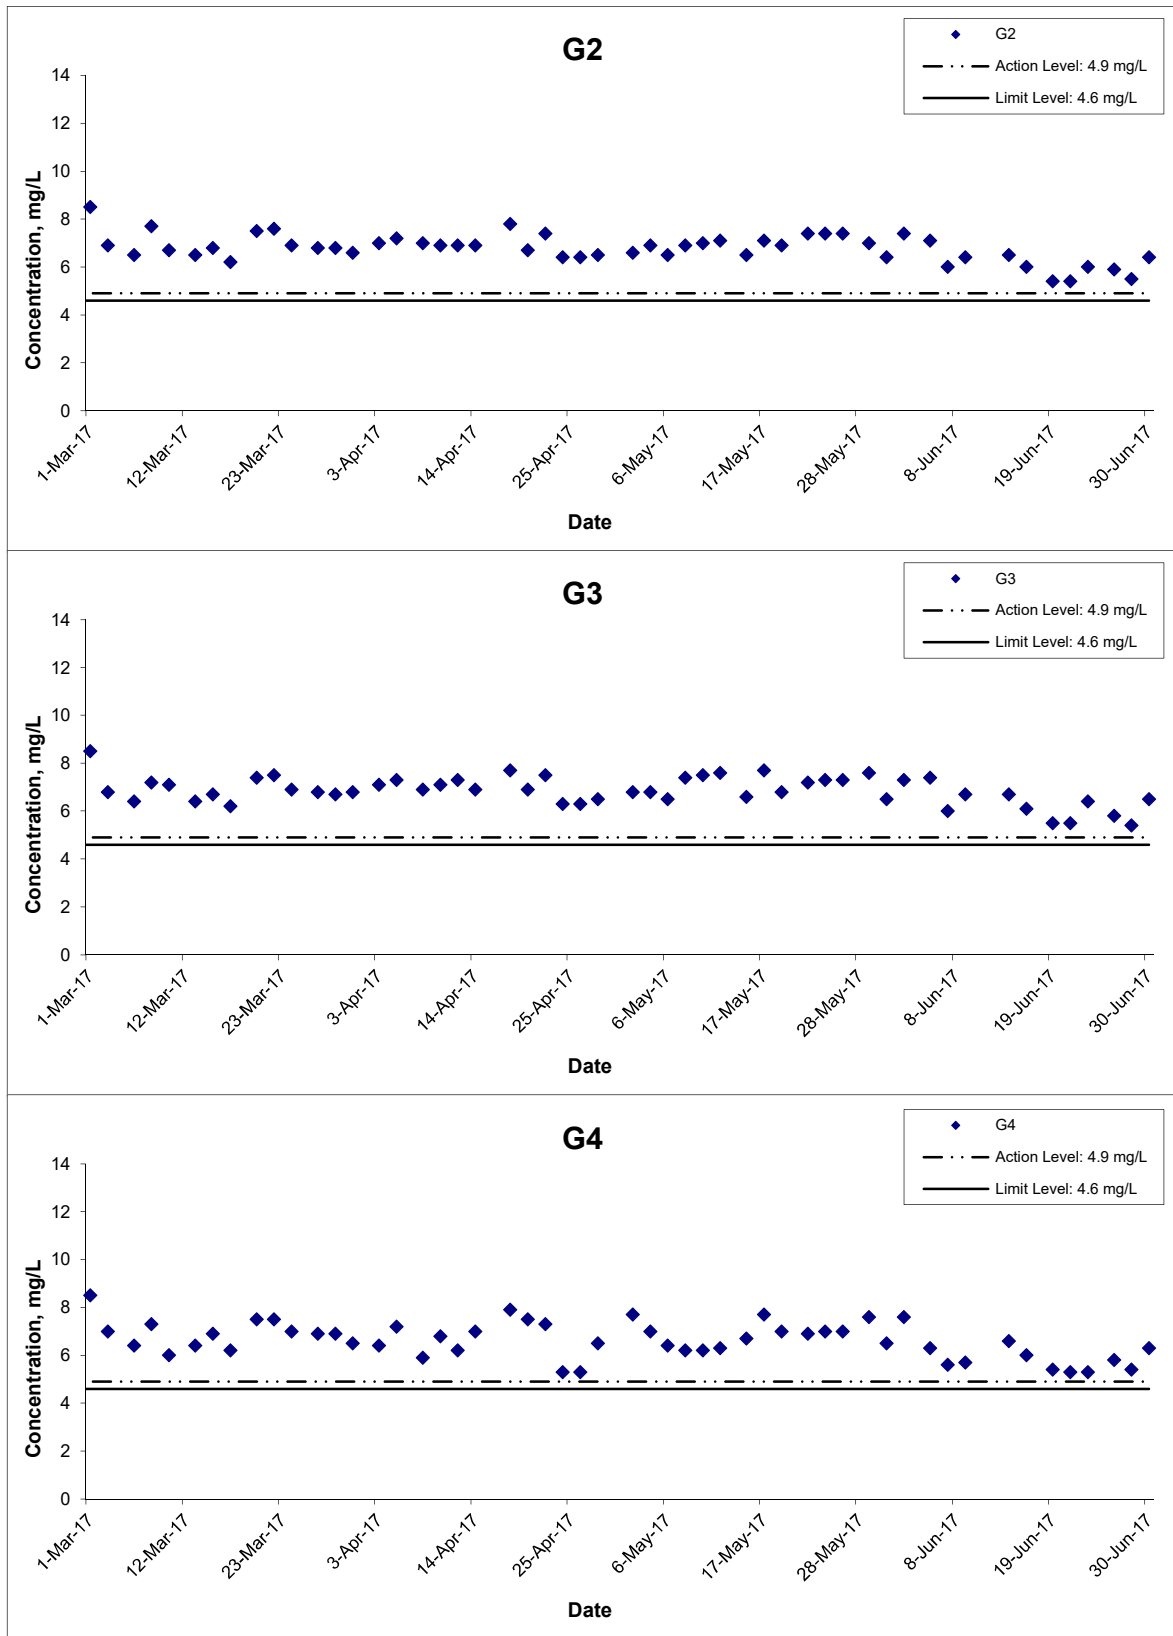 G2
G2
Action Level: 4.9 mg/L
Limit Level: 4.6 mg/L
Concentration, mg/L
14
12
10
8
6
4
2
0
1-Mar-17
12-Mar-17
23-Mar-17
3-Apr-17
14-Apr-17
25-Apr-17
6-May-17
17-May-17
28-May-17
8-Jun-17
19-Jun-17
30-Jun-17
Date
G3
G3
Action Level: 4.9 mg/L
Limit Level: 4.6 mg/L
Concentration, mg/L
14
12
10
8
6
4
2
0
1-Mar-17
12-Mar-17
23-Mar-17
3-Apr-17
14-Apr-17
25-Apr-17
6-May-17
17-May-17
28-May-17
8-Jun-17
19-Jun-17
30-Jun-17
Date
G4
G4
Action Level: 4.9 mg/L
Limit Level: 4.6 mg/L
Concentration, mg/L
14
12
10
8
6
4
2
0
1-Mar-17
12-Mar-17
23-Mar-17
3-Apr-17
14-Apr-17
25-Apr-17
6-May-17
17-May-17
28-May-17
8-Jun-17
19-Jun-17
30-Jun-17
Date